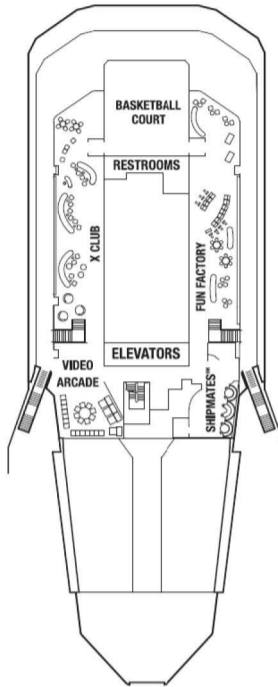 BASKETBALL
COURT
RESTROOMS
X CLUB
FUN FACTORY
ELEVATORS
VIDEO
ARCADE
SHIPMATES℠